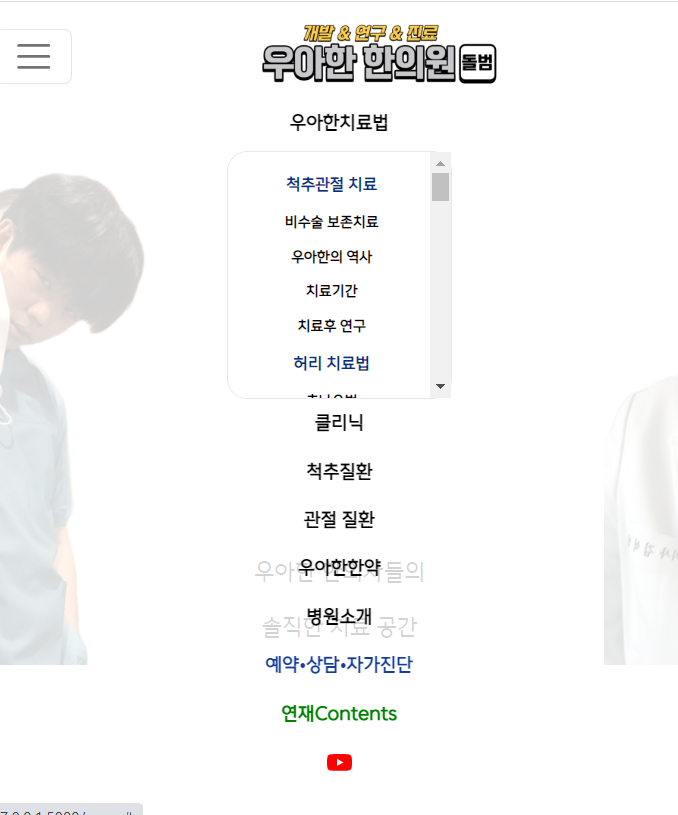 개발 & 연구 & 진료
우아한 한의원 돌범
우아한치료법
척추관절 치료
비수술 보존치료
우아한의 역사
치료기간
치료후 연구
허리 치료법
클리닉
척추질환
관절 질환
우아한한약
우아한 한의사들의
병원소개
솔직한 치료 공간
예약•상담•자가진단
연재Contents